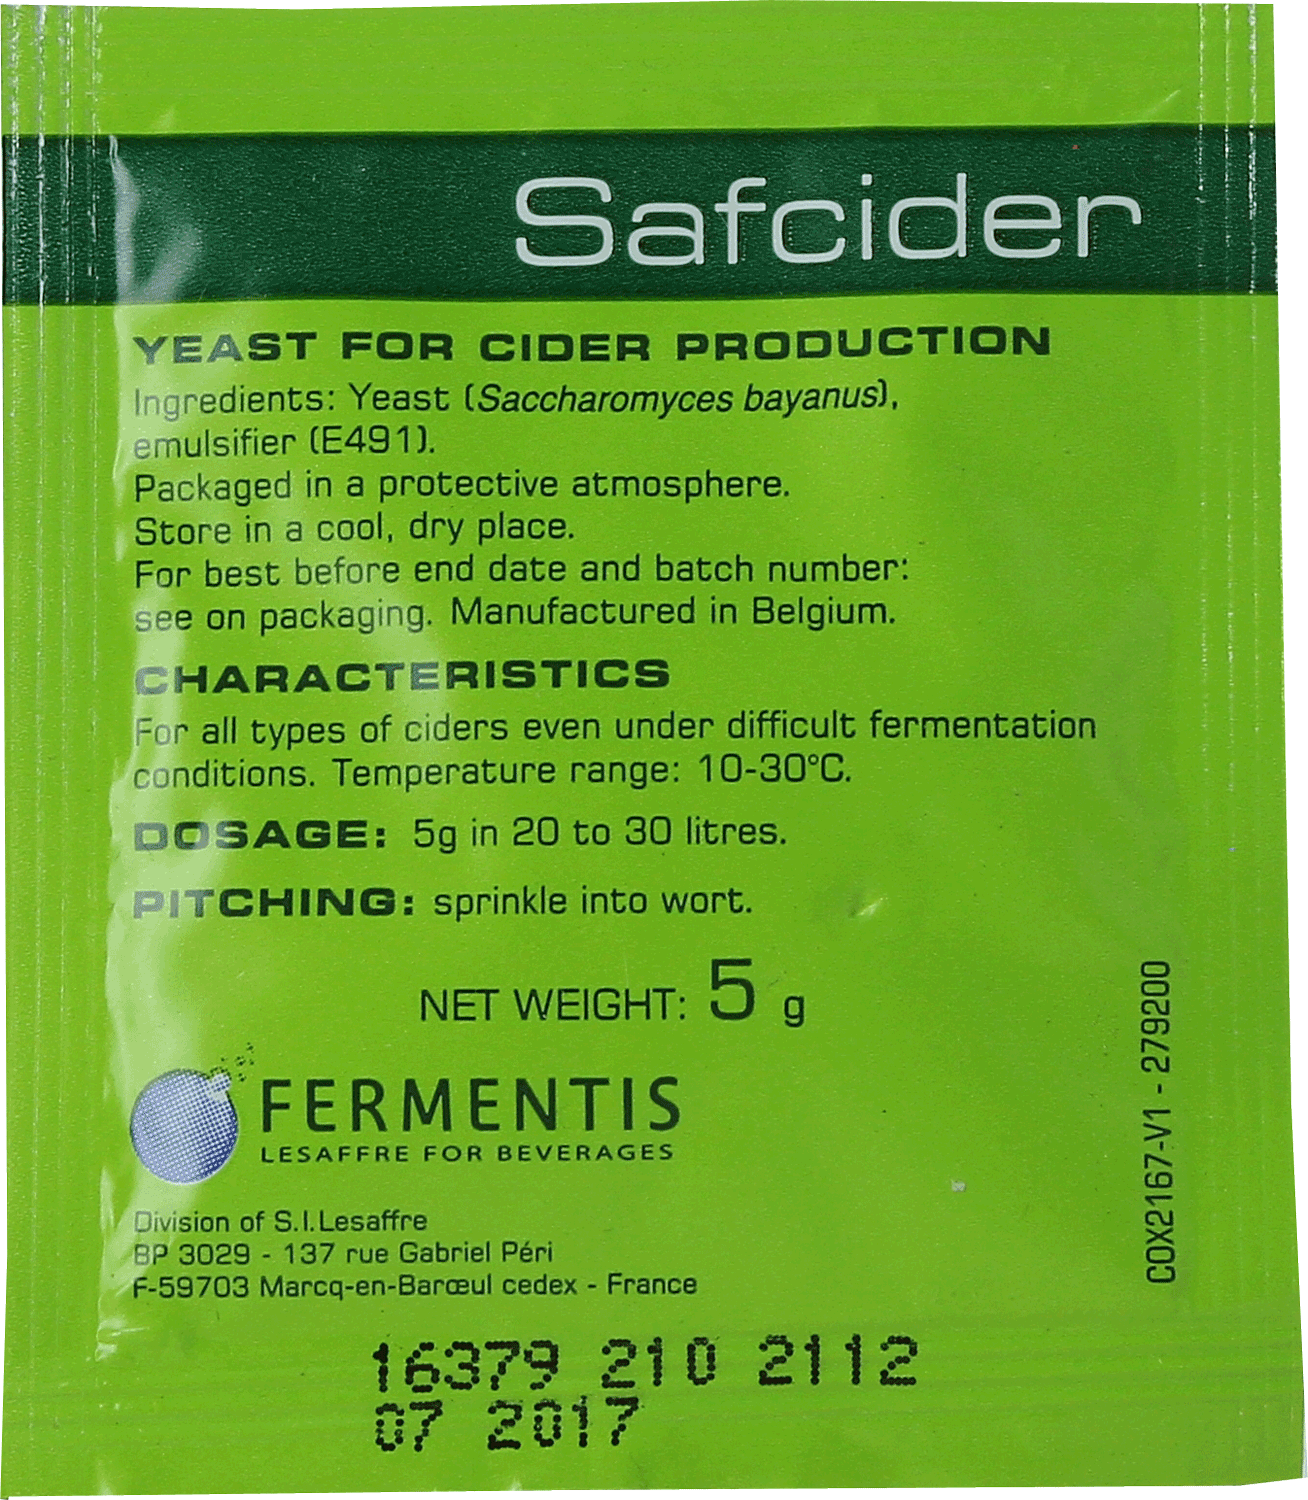 Safcider
YEAST FOR CIDER PRODUCTION
Ingredients: Yeast (Saccharomyces bayanus),
emulsifier (E491).
Packaged in a protective atmosphere.
Store in a cool, dry place.
For best before end date and batch number:
see on packaging. Manufactured in Belgium.
CHARACTERISTICS
For all types of ciders even under difficult fermentation
conditions. Temperature range: 10-30°C.
DOSAGE: 5g in 20 to 30 litres.
PITCHING: sprinkle into wort.
NET WEIGHT: 5 g
FERMENTIS
LESAFFRE FOR BEVERAGES
Division of S.I.Lesaffre
BP 3029 - 137 rue Gabriel Péri
F-59703 Marcq-en-Barœul cedex - France
COX2167-V1 - 279200
16379 210 2112
07 2017